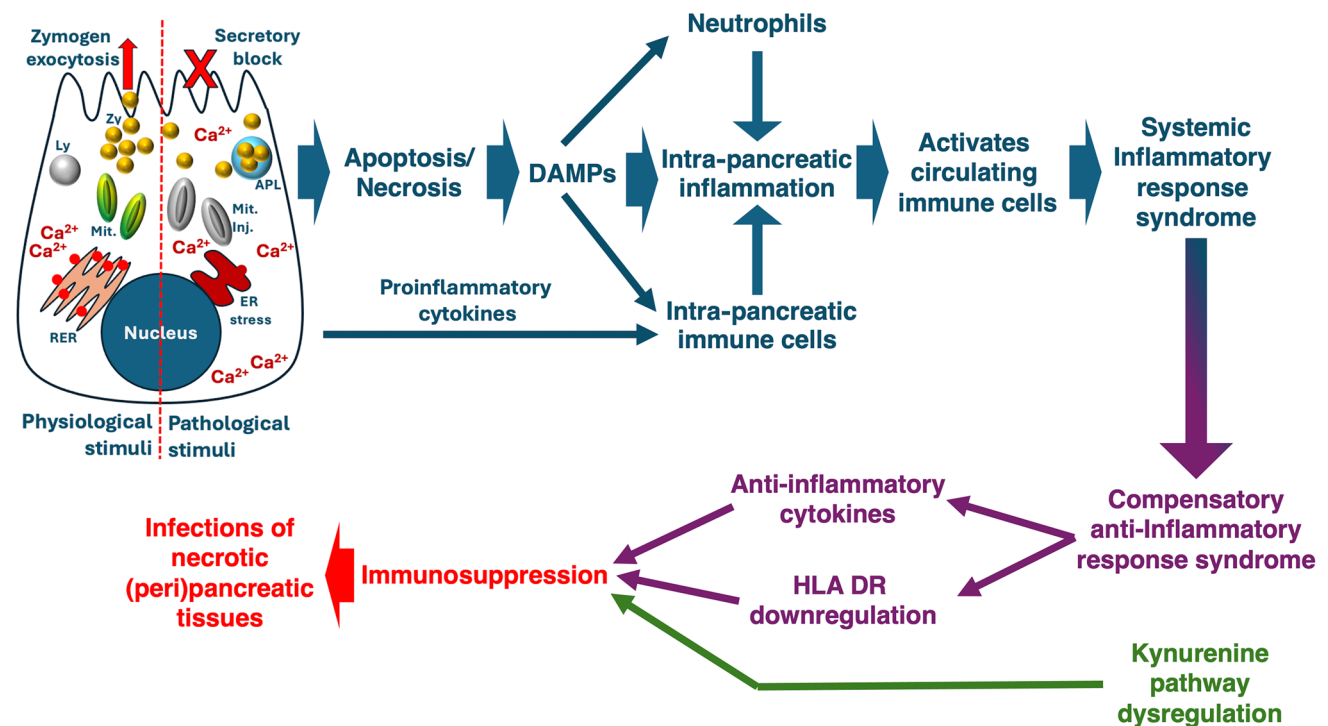 Zymogen
exocytosis
Secretory
block
Zy
Ly
Ca²⁺
APL
Mit.
Mit.
Inj.
Ca²⁺
Ca²⁺
Ca²⁺
Ca²⁺
RER
ER
stress
Nucleus
Ca²⁺
Ca²⁺
Physiological
stimuli
Pathological
stimuli
Apoptosis/
Necrosis
DAMPs
Neutrophils
Intra-pancreatic
inflammation
Proinflammatory
cytokines
Intra-pancreatic
immune cells
Activates
circulating
immune cells
Systemic
Inflammatory
response
syndrome
Compensatory
anti-Inflammatory
response syndrome
Anti-inflammatory
cytokines
HLA DR
downregulation
Kynurenine
pathway
dysregulation
Immunosuppression
Infections of
necrotic
(peri)pancreatic
tissues